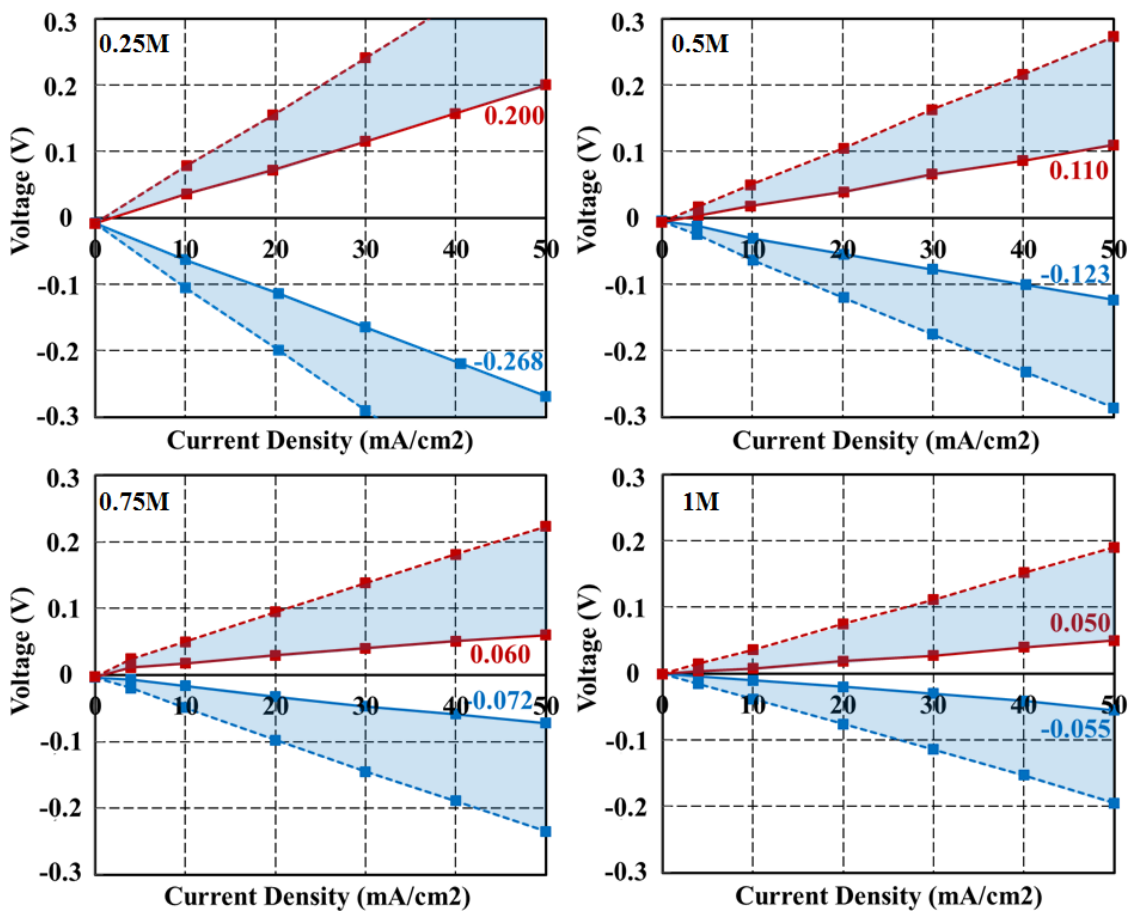 0.25M
0.3
0.2
0.1
0
-0.1
-0.2
-0.3
0 10 20 30 40 50
0.200
-0.268
Voltage (V)
Current Density (mA/cm2)
0.5M
0.3
0.2
0.1
0
-0.1
-0.2
-0.3
0 10 20 30 40 50
0.110
-0.123
Voltage (V)
Current Density (mA/cm2)
0.75M
0.3
0.2
0.1
0
-0.1
-0.2
-0.3
0 10 20 30 40 50
0.060
-0.072
Voltage (V)
Current Density (mA/cm2)
1M
0.3
0.2
0.1
0
-0.1
-0.2
-0.3
0 10 20 30 40 50
0.050
-0.055
Voltage (V)
Current Density (mA/cm2)